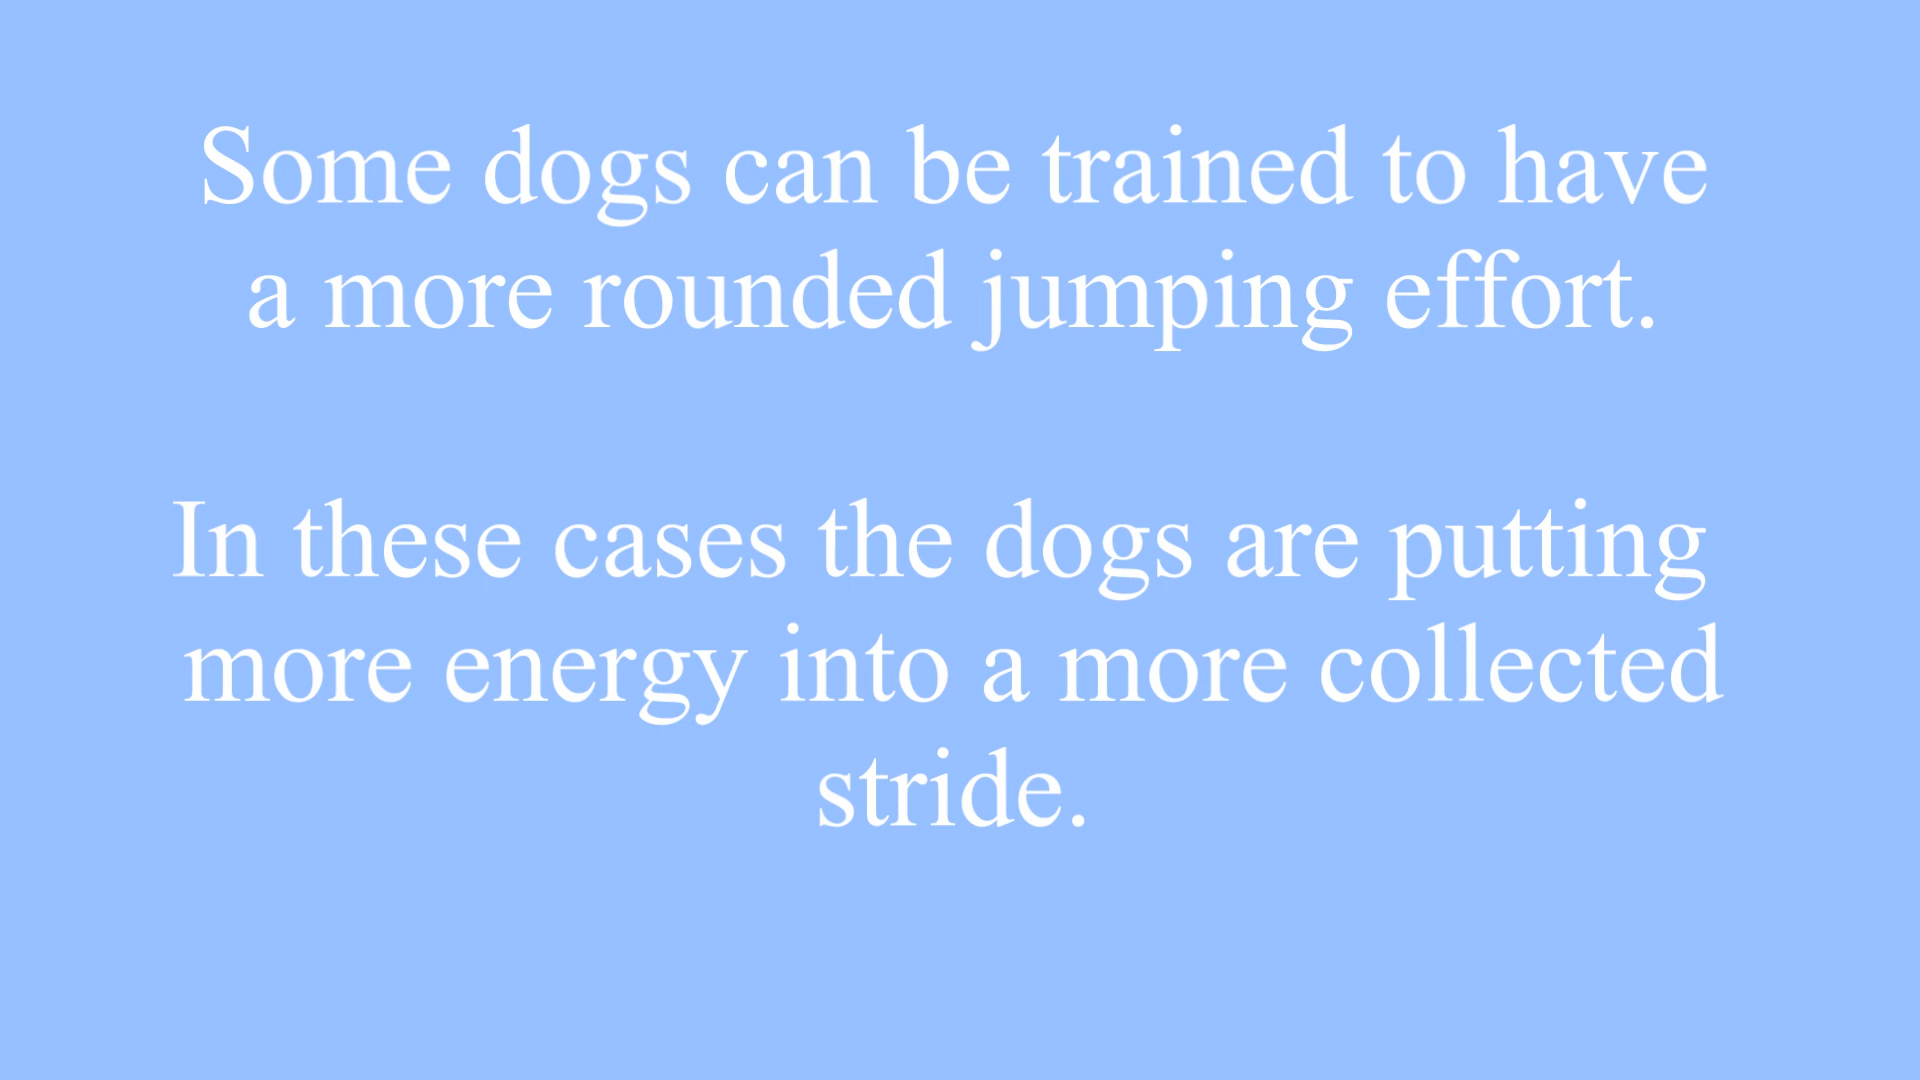 Some dogs can be trained to have
a more rounded jumping effort.
In these cases the dogs are putting
more energy into a more collected
stride.